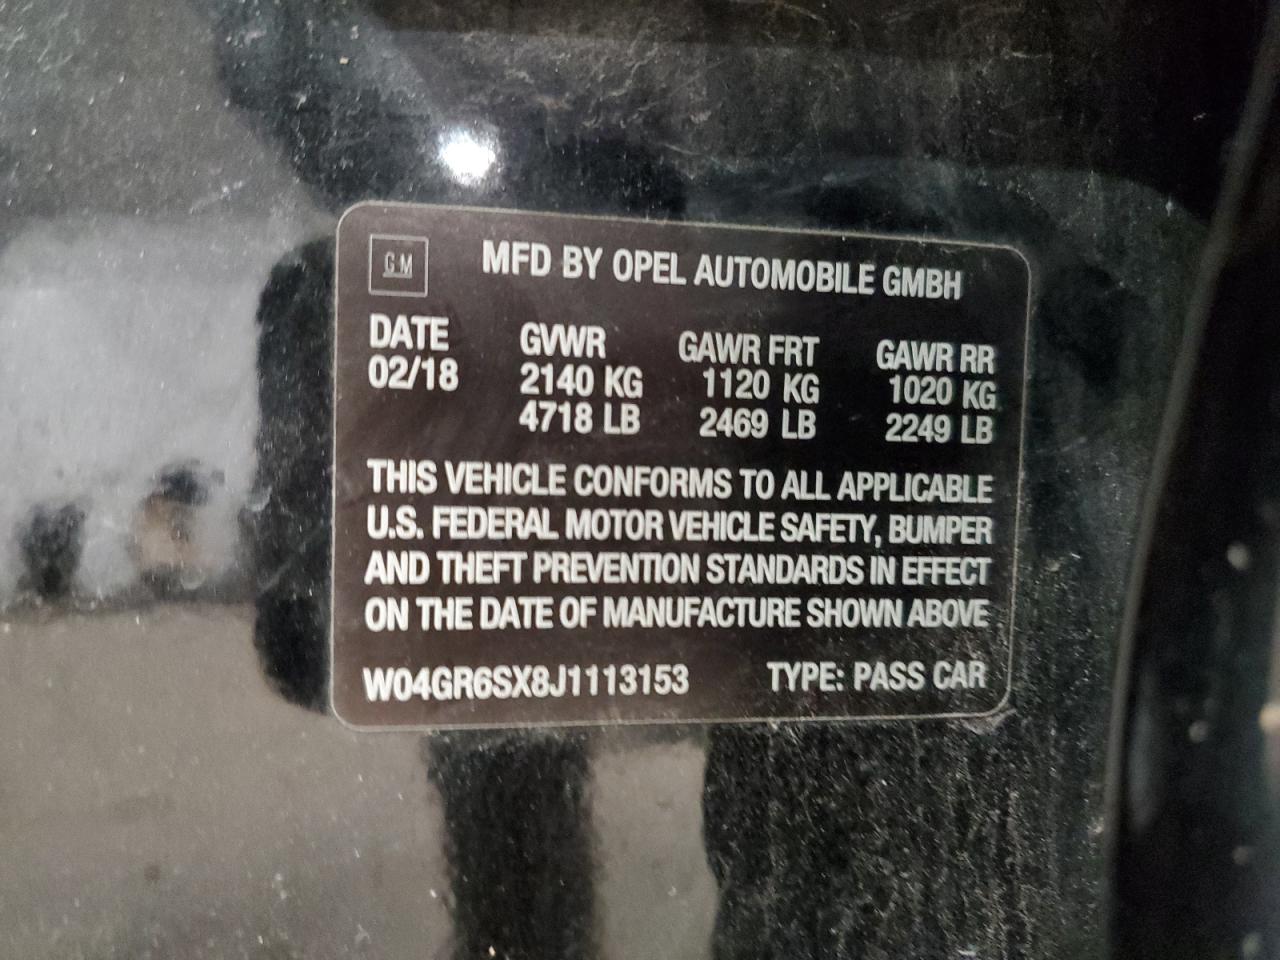 GM MFD BY OPEL AUTOMOBILE GMBH
DATE GVWR GAWR FRT GAWR RR
02/18 2140 KG 1120 KG 1020 KG
4718 LB 2469 LB 2249 LB
THIS VEHICLE CONFORMS TO ALL APPLICABLE
U.S. FEDERAL MOTOR VEHICLE SAFETY, BUMPER
AND THEFT PREVENTION STANDARDS IN EFFECT
ON THE DATE OF MANUFACTURE SHOWN ABOVE
W04GR6SX8J1113153 TYPE: PASS CAR